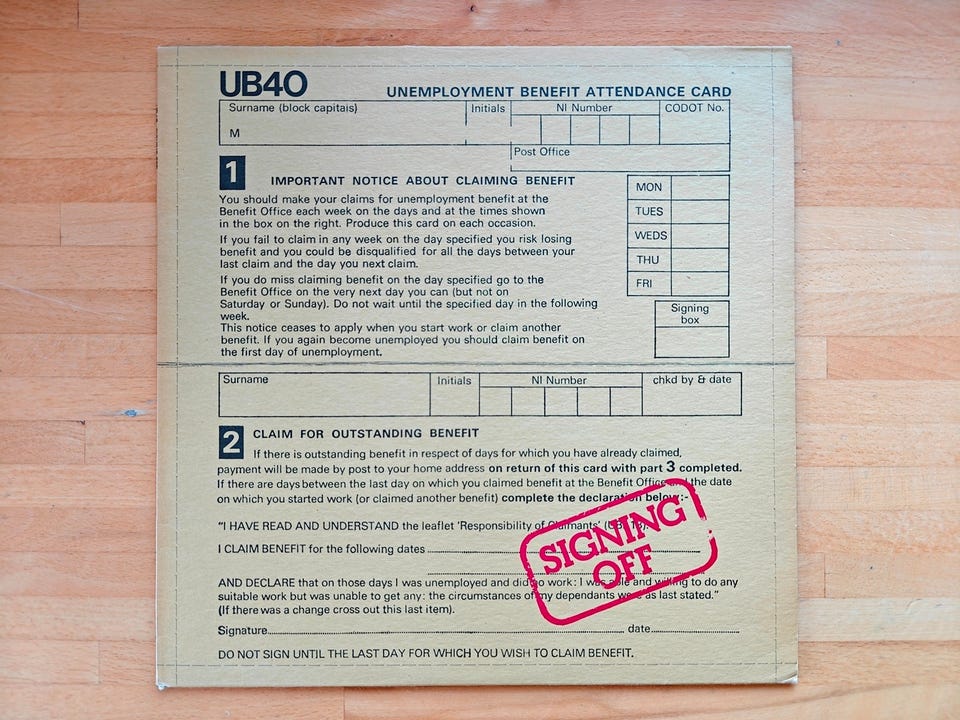 UB40
UNEMPLOYMENT BENEFIT ATTENDANCE CARD
Surname (block capitals) Initials NI Number CODOT No.
M
Post Office
1 IMPORTANT NOTICE ABOUT CLAIMING BENEFIT
You should make your claims for unemployment benefit at the
Benefit Office each week on the days and at the times shown
in the box on the right. Produce this card on each occasion.
If you fail to claim in any week on the day specified you risk losing
benefit and you could be disqualified for all the days between your
last claim and the day you next claim.
If you do miss claiming benefit on the day specified go to the
Benefit Office on the very next day you can (but not on
Saturday or Sunday). Do not wait until the specified day in the following
week.
This notice ceases to apply when you start work or claim another
benefit. If you again become unemployed you should claim benefit on
the first day of unemployment.
MON
TUES
WEDS
THU
FRI
Signing
box
Surname Initials NI Number chkd by & date
2 CLAIM FOR OUTSTANDING BENEFIT
If there is outstanding benefit in respect of days for which you have already claimed,
payment will be made by post to your home address on return of this card with part 3 completed.
If there are days between the last day on which you claimed benefit at the Benefit Office and the date
on which you started work (or claimed another benefit) complete the declaration below:-
"I HAVE READ AND UNDERSTAND the leaflet 'Responsibility of Claimants'
I CLAIM BENEFIT for the following dates
AND DECLARE that on those days I was unemployed and did no work: I was able and willing to do any
suitable work but was unable to get any: the circumstances of my dependants were as last stated."
(If there was a change cross out this last item).
Signature date
DO NOT SIGN UNTIL THE LAST DAY FOR WHICH YOU WISH TO CLAIM BENEFIT.
SIGNING
OFF